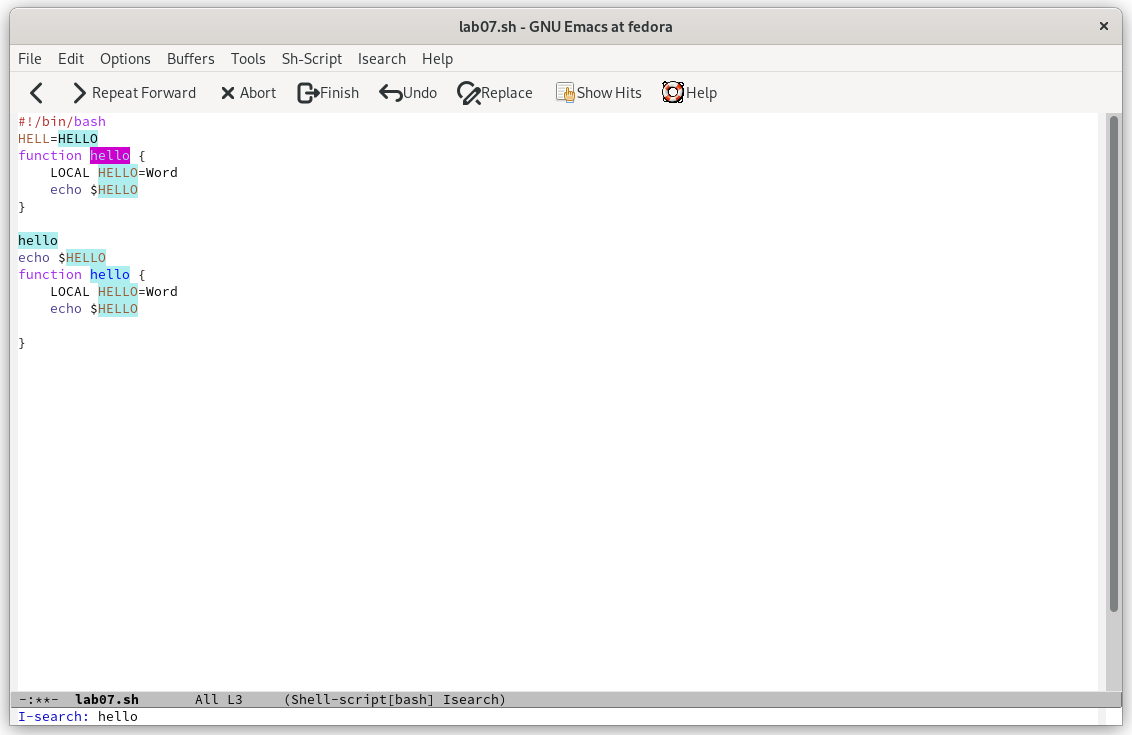 lab07.sh - GNU Emacs at fedora
File Edit Options Buffers Tools Sh-Script Isearch Help
Repeat Forward Abort Finish Undo Replace Show Hits Help
#!/bin/bash
HELL=HELLO
function hello {
    LOCAL HELLO=Word
    echo $HELLO
}
hello
echo $HELLO
function hello {
    LOCAL HELLO=Word
    echo $HELLO
}
-:**-  lab07.sh       All L3     (Shell-script[bash] Isearch)
I-search: hello